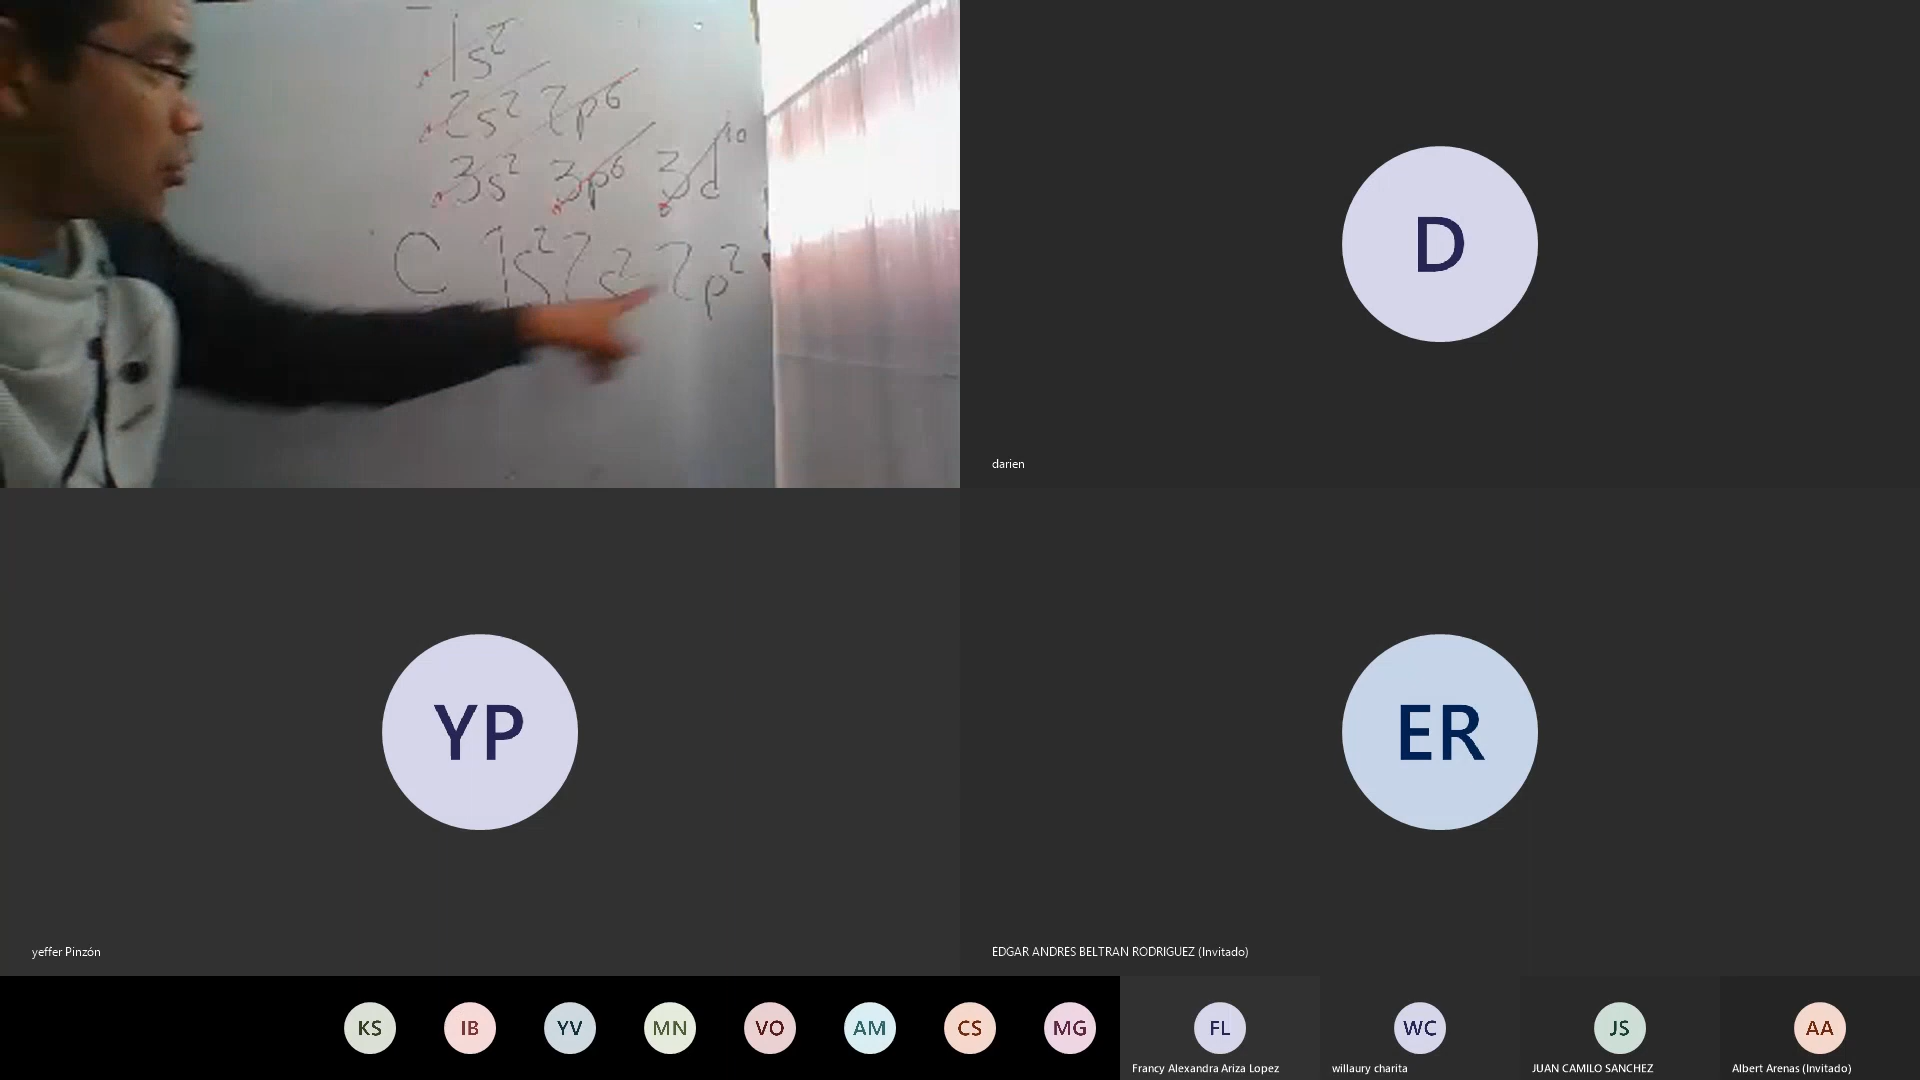 1s²
2s² 2p⁶
3s² 3p⁶ 3d¹⁰
C 1s² 2s² 2p²
D
darien
YP
yeffer Pinzón
ER
EDGAR ANDRES BELTRAN RODRIGUEZ (Invitado)
KS IB YV MN VO AM CS MG FL WC JS AA
Francy Alexandra Ariza Lopez willaury charita JUAN CAMILO SANCHEZ Albert Arenas (Invitado)